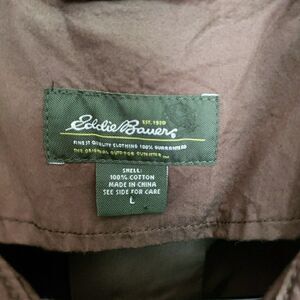 EST. 1920
Eddie Bauer
FINEST QUALITY CLOTHING 100% GUARANTEED
THE ORIGINAL OUTDOOR OUTFITTER
SHELL:
100% COTTON
MADE IN CHINA
SEE SIDE FOR CARE
L